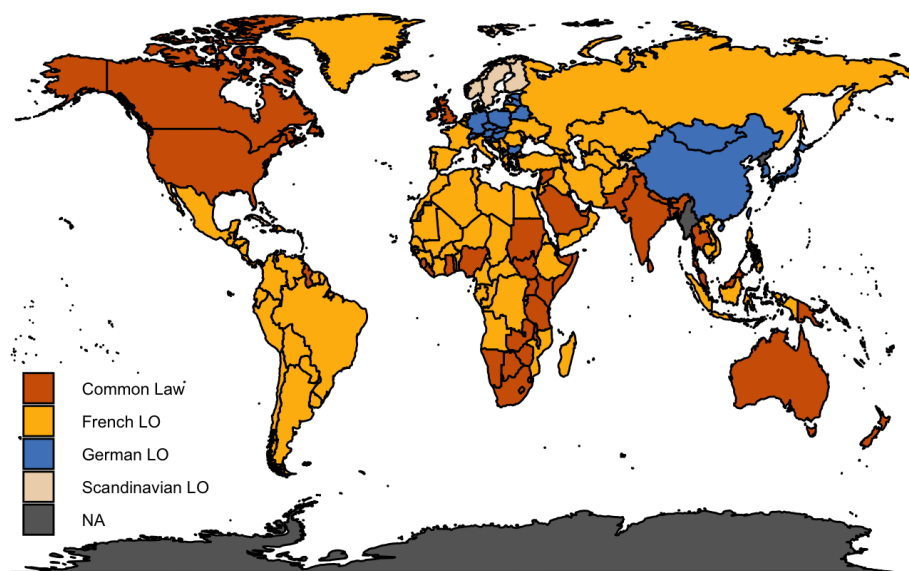 Common Law
French LO
German LO
Scandinavian LO
NA